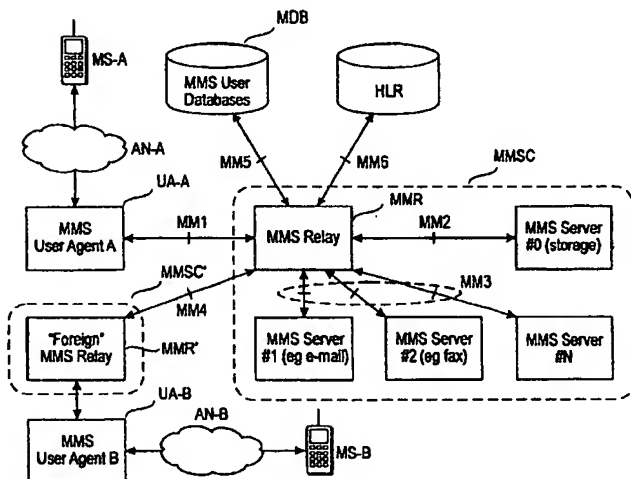 MDB
MS-A
MMS User
Databases
HLR
AN-A
MM5
MM6
MMSC
UA-A
MMR
MMS
User Agent A
MM1
MMS Relay
MM2
MMS Server
#0 (storage)
MMSC'
MM4
MM3
"Foreign"
MMS Relay
MMR'
MMS Server
#1 (eg e-mail)
MMS Server
#2 (eg fax)
MMS Server
#N
UA-B
AN-B
MMS
User Agent B
MS-B